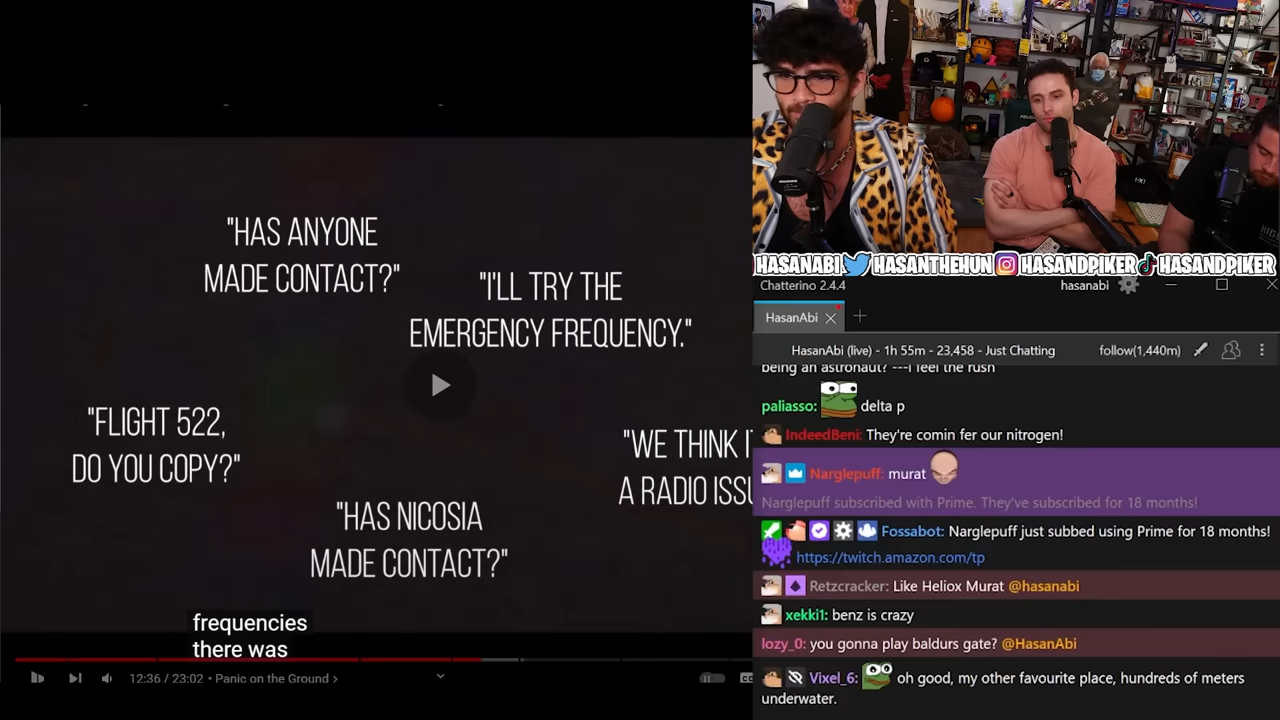 "HAS ANYONE
MADE CONTACT?"
"I'LL TRY THE
EMERGENCY FREQUENCY."
"FLIGHT 522,
DO YOU COPY?"
"WE THINK
A RADIO
"HAS NICOSIA
MADE CONTACT?"
frequencies
there was
12:36 / 23:02 • Panic on the Ground ›
HASANABI HASANTHEHUN HASANDPIKER HASANDPIKER
Chatterino 2.4.4 hasanabi
HasanAbi
HasanAbi (live) - 1h 55m - 23,458 - Just Chatting follow(1,440m)
being an astronaut? ---I feel the rush
paliasso: delta p
IndeedBeni: They're comin fer our nitrogen!
Narglepuff: murat
Narglepuff subscribed with Prime. They've subscribed for 18 months!
Fossabot: Narglepuff just subbed using Prime for 18 months!
https://twitch.amazon.com/tp
Retzcracker: Like Heliox Murat @hasanabi
xekki1: benz is crazy
lozy_0: you gonna play baldurs gate? @HasanAbi
Vixel_6: oh good, my other favourite place, hundreds of meters
underwater.